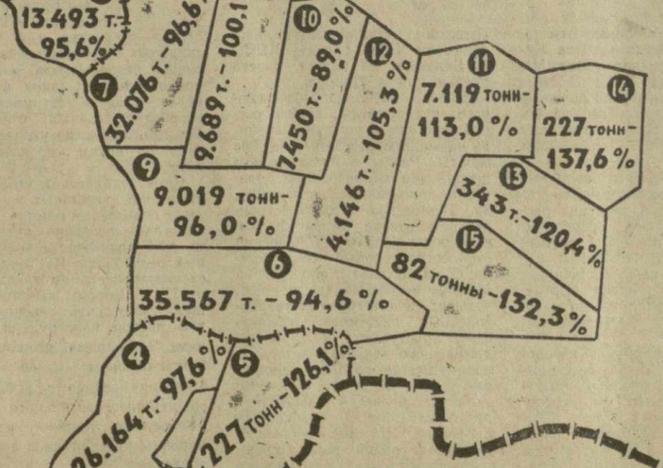 13.493 т.-
95,6%
7
32.076 т.-96,6
9.689 т.-100,1
10
7.450 т.-89,0%
12
4.146 т.-105,3%
11
7.119 тонн-
113,0%
14
227 тонн-
137,6%
9
9.019 тонн-
96,0%
13
343 т.-120,4%
15
82 тонны-132,3%
6
35.567 т.-94,6%
4
26.164 т.-97,6%
5
227 тонн-126,1%